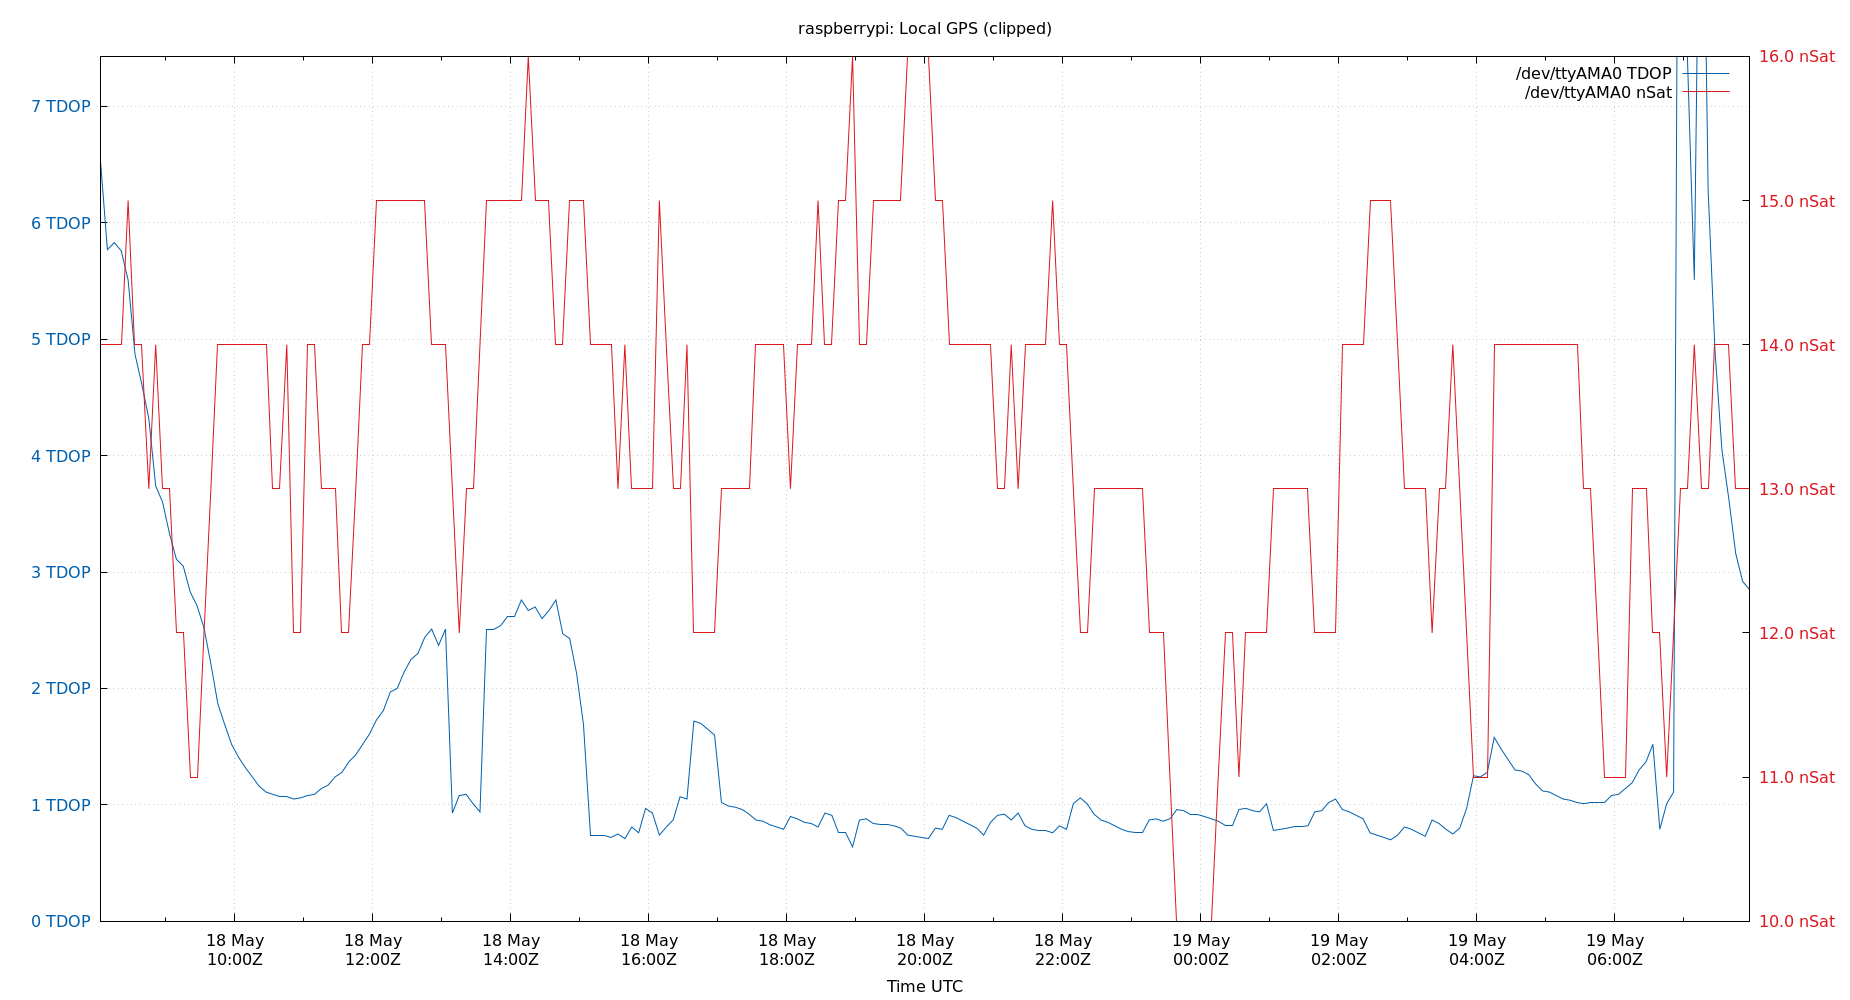 raspberrypi: Local GPS (clipped)
/dev/ttyAMA0 TDOP
/dev/ttyAMA0 nSat
7 TDOP
6 TDOP
5 TDOP
4 TDOP
3 TDOP
2 TDOP
1 TDOP
0 TDOP
16.0 nSat
15.0 nSat
14.0 nSat
13.0 nSat
12.0 nSat
11.0 nSat
10.0 nSat
18 May
10:00Z
18 May
12:00Z
18 May
14:00Z
18 May
16:00Z
18 May
18:00Z
18 May
20:00Z
18 May
22:00Z
19 May
00:00Z
19 May
02:00Z
19 May
04:00Z
19 May
06:00Z
Time UTC